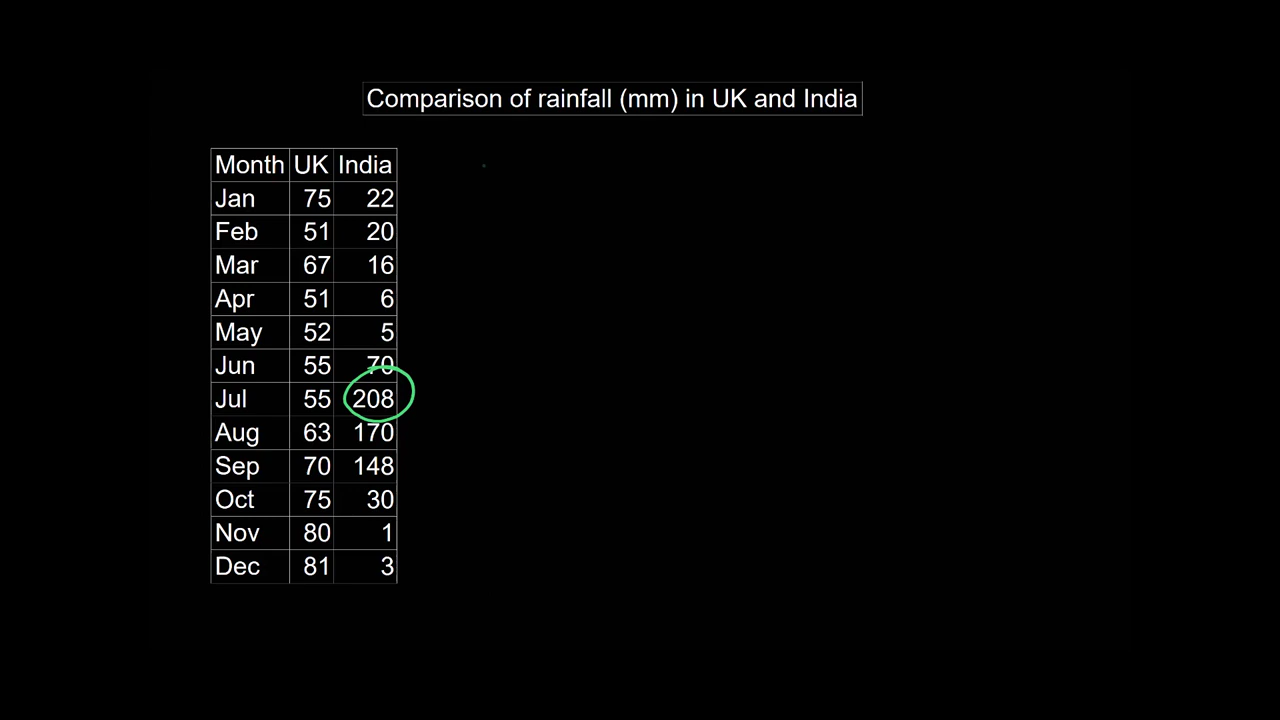 Comparison of rainfall (mm) in UK and India
Month UK India
Jan 75 22
Feb 51 20
Mar 67 16
Apr 51 6
May 52 5
Jun 55 70
Jul 55 208
Aug 63 170
Sep 70 148
Oct 75 30
Nov 80 1
Dec 81 3